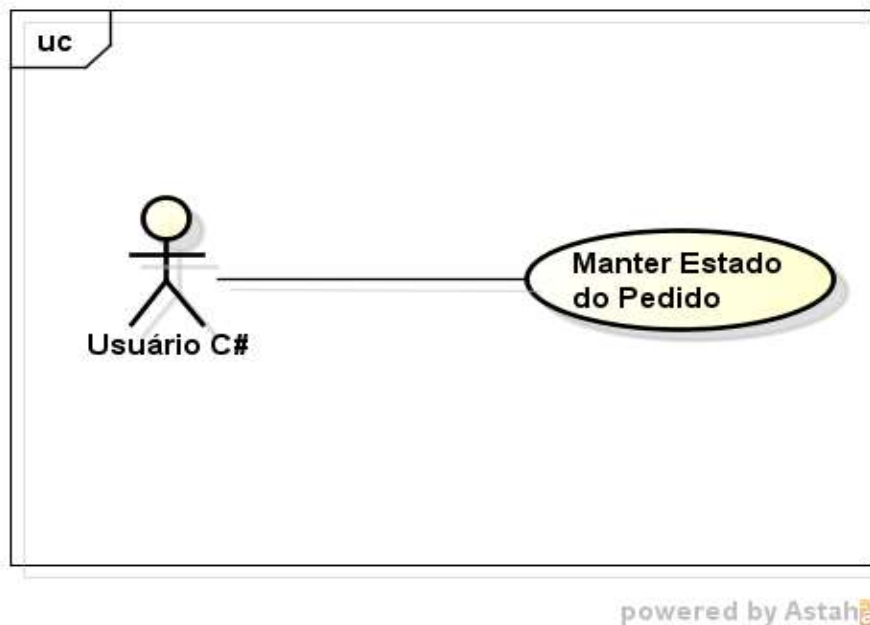 uc
Manter Estado
do Pedido
Usuário C#
powered by Astah